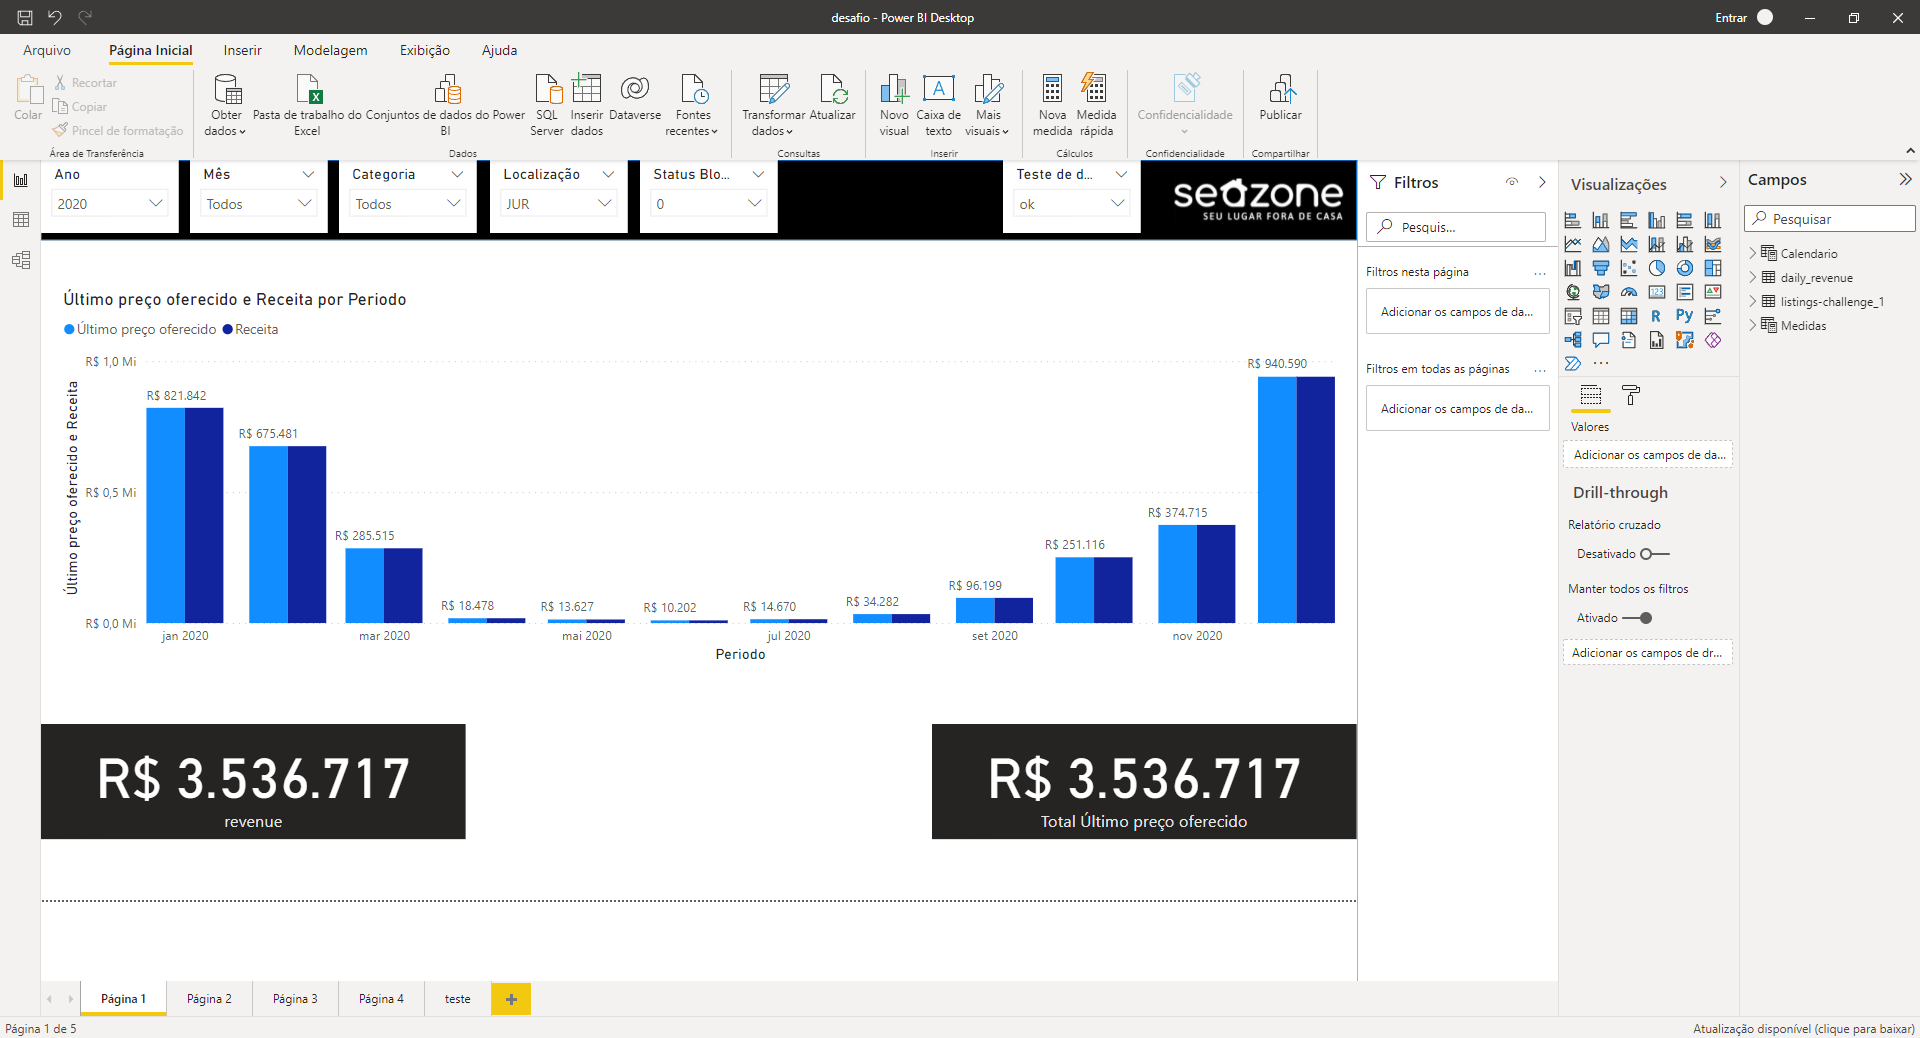 desafio - Power BI Desktop
Entrar
Arquivo
Página Inicial
Inserir
Modelagem
Exibição
Ajuda
Colar
Recortar
Copiar
Pincel de formatação
Área de Transferência
Obter
dados
Pasta de trabalho do
Excel
Conjuntos de dados do Power
BI
SQL
Server
Inserir
dados
Dataverse
Fontes
recentes
Dados
Transformar
dados
Atualizar
Consultas
Novo
visual
Caixa de
texto
Mais
visuais
Inserir
Nova
medida
Medida
rápida
Cálculos
Confidencialidade
Confidencialidade
Publicar
Compartilhar
Ano
2020
Mês
Todos
Categoria
Todos
Localização
JUR
Status Blo...
0
Teste de d...
ok
seazone
SEU LUGAR FORA DE CASA
Último preço oferecido e Receita por Periodo
Último preço oferecido
Receita
Último preço oferecido e Receita
R$ 1,0 Mi
R$ 0,5 Mi
R$ 0,0 Mi
R$ 821.842
R$ 675.481
R$ 285.515
R$ 18.478
R$ 13.627
R$ 10.202
R$ 14.670
R$ 34.282
R$ 96.199
R$ 251.116
R$ 374.715
R$ 940.590
jan 2020
mar 2020
mai 2020
jul 2020
set 2020
nov 2020
Periodo
R$ 3.536.717
revenue
R$ 3.536.717
Total Último preço oferecido
Filtros
Pesquis...
Filtros nesta página
...
Adicionar os campos de da...
Filtros em todas as páginas
...
Adicionar os campos de da...
Visualizações
123
R
Py
...
Valores
Adicionar os campos de da...
Drill-through
Relatório cruzado
Desativado
Manter todos os filtros
Ativado
Adicionar os campos de dr...
Campos
Pesquisar
Calendario
daily_revenue
listings-challenge_1
Medidas
Página 1
Página 2
Página 3
Página 4
teste
Página 1 de 5
Atualização disponível (clique para baixar)